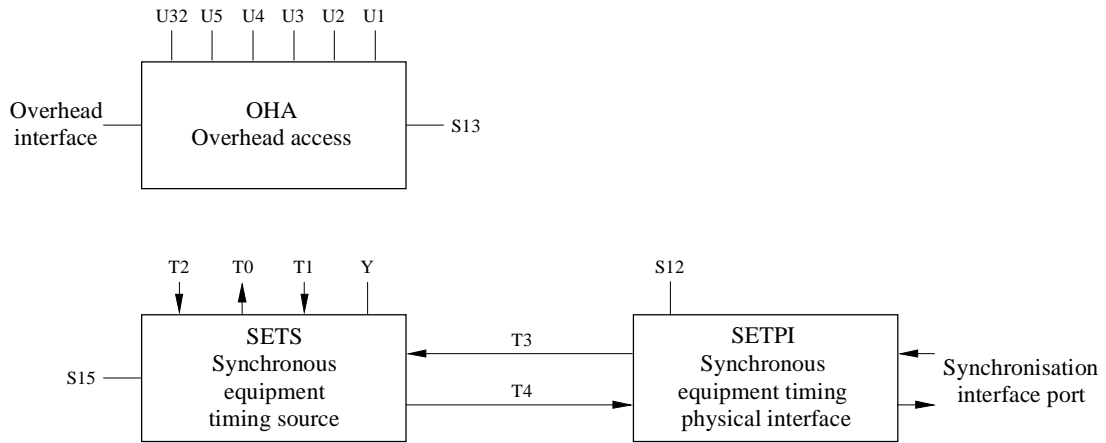 U32 U5 U4 U3 U2 U1
Overhead
interface
OHA
Overhead access
S13
T2 T0 T1 Y
S12
SETS
Synchronous
equipment
timing source
S15
T3
T4
SETPI
Synchronous
equipment timing
physical interface
Synchronisation
interface port